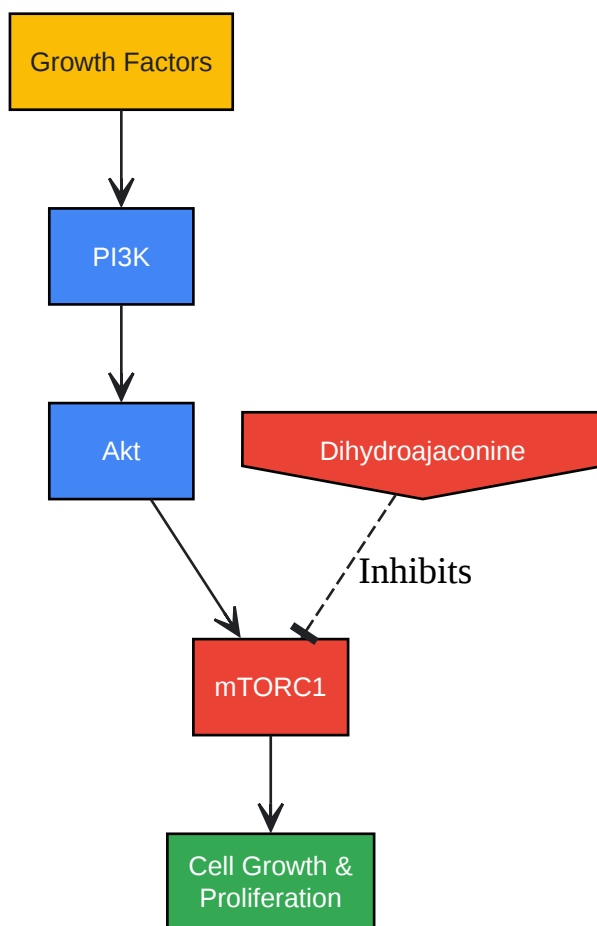 Growth Factors
PI3K
Akt
Dihydroajaconine
Inhibits
mTORC1
Cell Growth &
Proliferation